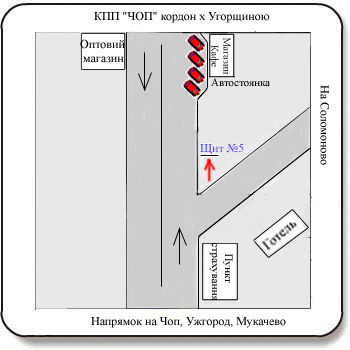 КПП "ЧОП" кордон х Угорщиною
Оптовий
магазин
Магазин
Кафе
Автостоянка
На Соломоново
Щит №5
Готель
Пункт
страхування
Напрямок на Чоп, Ужгород, Мукачево